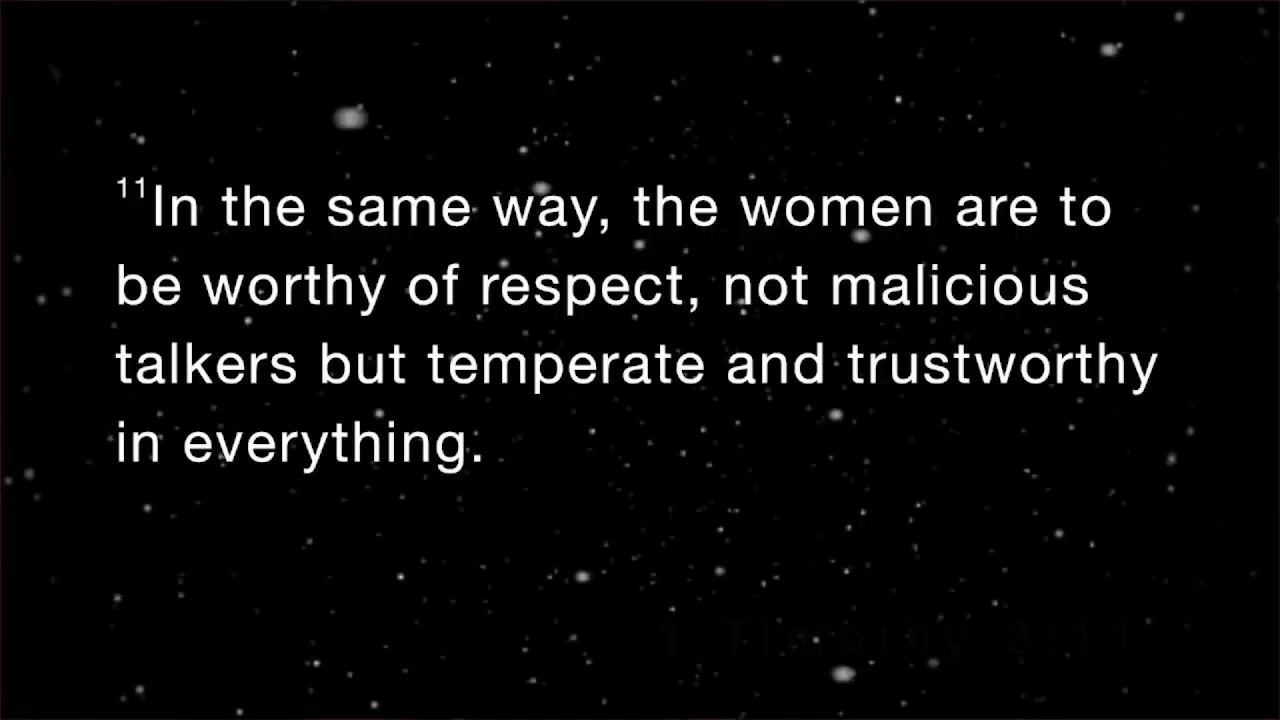 ¹¹In the same way, the women are to
be worthy of respect, not malicious
talkers but temperate and trustworthy
in everything.
1 Timothy 3:11